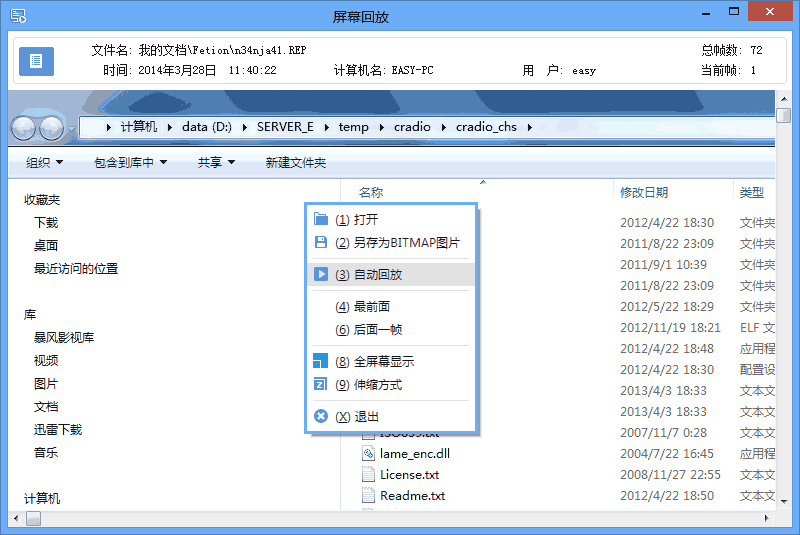 屏幕回放
文件名: 我的文档\Fetion\n34nja41.REP 总帧数: 72
时间: 2014年3月28日 11:40:22 计算机名: EASY-PC 用 户: easy 当前帧: 1
计算机 data (D:) SERVER_E temp cradio cradio_chs
组织 包含到库中 共享 新建文件夹
收藏夹
下载
桌面
最近访问的位置
库
暴风影视库
视频
图片
文档
迅雷下载
音乐
计算机
名称 修改日期 类型
(1) 打开
(2) 另存为BITMAP图片
(3) 自动回放
(4) 最前面
(6) 后面一帧
(8) 全屏幕显示
(9) 伸缩方式
(X) 退出
2012/4/22 18:30 文件夹
2011/8/22 23:09 文件夹
2011/9/1 10:39 文件夹
2011/8/22 23:09 文件夹
2012/5/22 18:29 文件夹
2012/11/19 18:21 ELF 文
2012/4/22 18:48 应用程
2012/4/22 18:30 配置设
2013/4/3 18:33 文本文
2013/4/3 18:33 文本文
ISO639.txt 2007/11/7 0:28 文本文
lame_enc.dll 2004/7/22 16:45 应用程
License.txt 2008/11/27 22:55 文本文
Readme.txt 2012/4/22 18:50 文本文